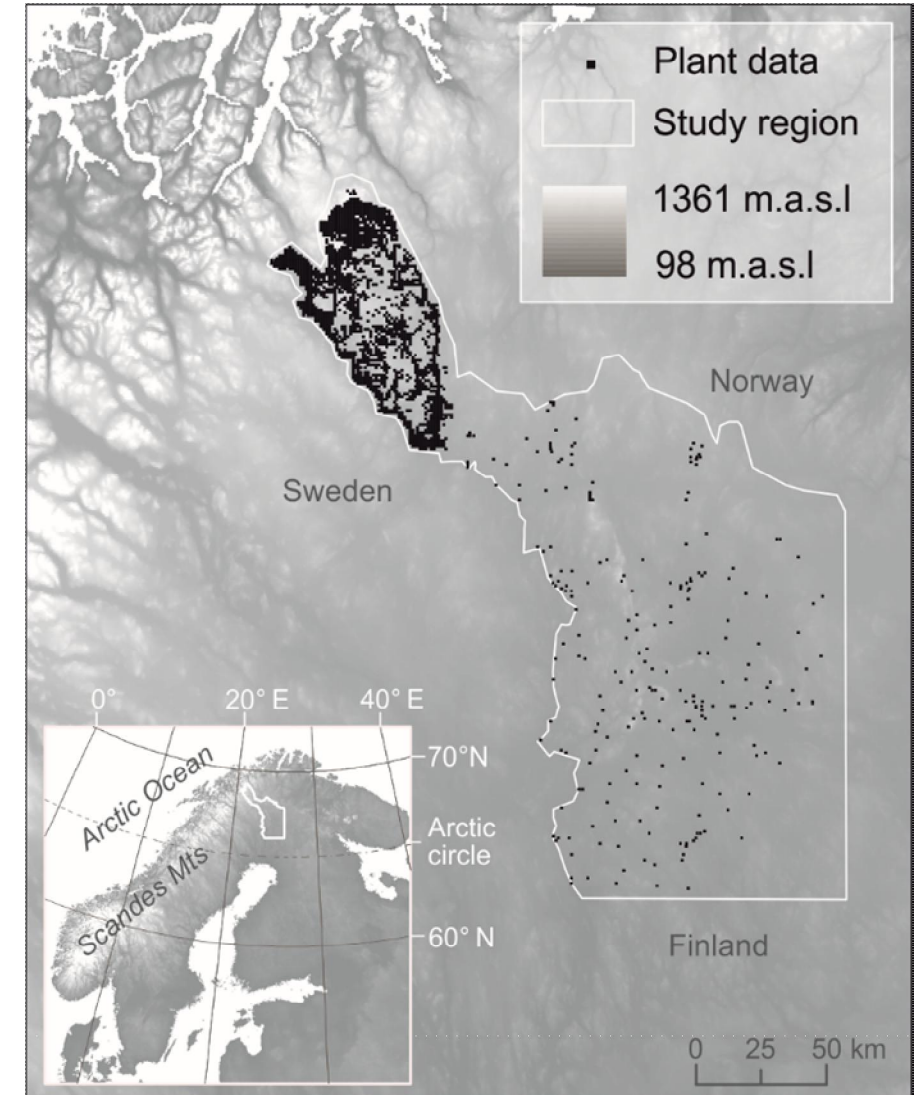 Plant data
Study region
1361 m.a.s.l
98 m.a.s.l
Norway
Sweden
0°
20° E
40° E
70°N
Arctic Ocean
Arctic
circle
Scandes Mts
60° N
Finland
0 25 50 km